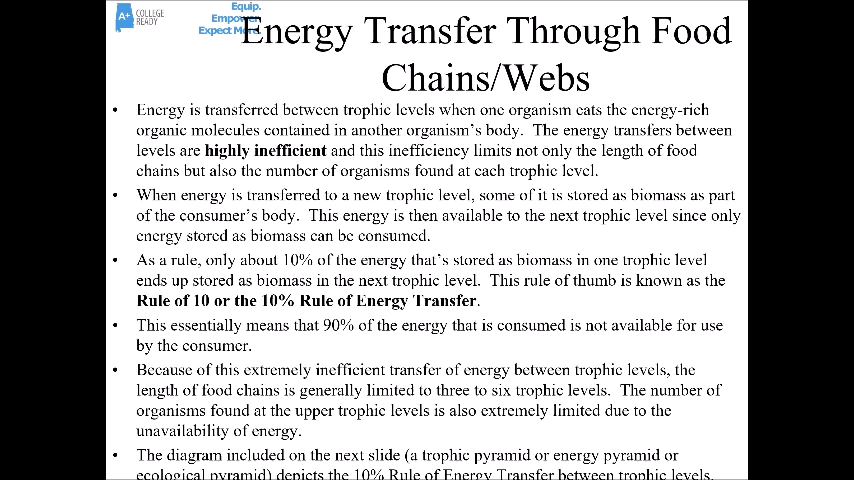 A+ COLLEGE
READY
Equip.
Empower.
Expect More.
Energy Transfer Through Food
Chains/Webs
• Energy is transferred between trophic levels when one organism eats the energy-rich
organic molecules contained in another organism's body. The energy transfers between
levels are highly inefficient and this inefficiency limits not only the length of food
chains but also the number of organisms found at each trophic level.
• When energy is transferred to a new trophic level, some of it is stored as biomass as part
of the consumer's body. This energy is then available to the next trophic level since only
energy stored as biomass can be consumed.
• As a rule, only about 10% of the energy that's stored as biomass in one trophic level
ends up stored as biomass in the next trophic level. This rule of thumb is known as the
Rule of 10 or the 10% Rule of Energy Transfer.
• This essentially means that 90% of the energy that is consumed is not available for use
by the consumer.
• Because of this extremely inefficient transfer of energy between trophic levels, the
length of food chains is generally limited to three to six trophic levels. The number of
organisms found at the upper trophic levels is also extremely limited due to the
unavailability of energy.
• The diagram included on the next slide (a trophic pyramid or energy pyramid or
ecological pyramid) depicts the 10% Rule of Energy Transfer between trophic levels.